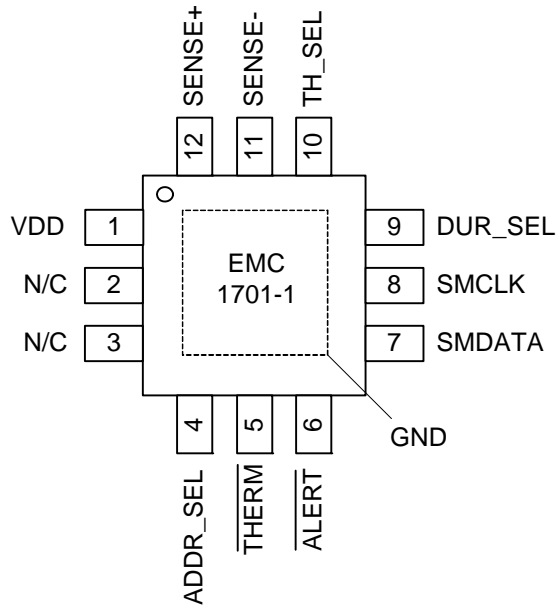 SENSE+
SENSE-
TH_SEL
12
11
10
VDD 1
9 DUR_SEL
N/C 2
EMC
1701-1
8 SMCLK
N/C 3
7 SMDATA
GND
4
5
6
ADDR_SEL
THERM
ALERT